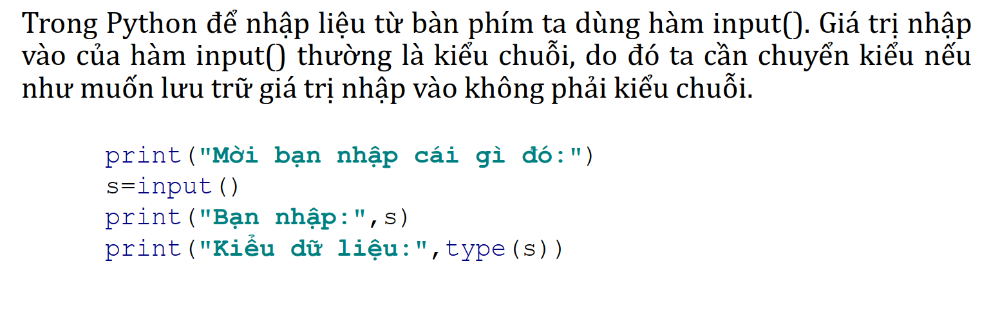 Trong Python để nhập liệu từ bàn phím ta dùng hàm input(). Giá trị nhập
vào của hàm input() thường là kiểu chuỗi, do đó ta cần chuyển kiểu nếu
như muốn lưu trữ giá trị nhập vào không phải kiểu chuỗi.
print("Mời bạn nhập cái gì đó:")
s=input()
print("Bạn nhập:",s)
print("Kiểu dữ liệu:",type(s))